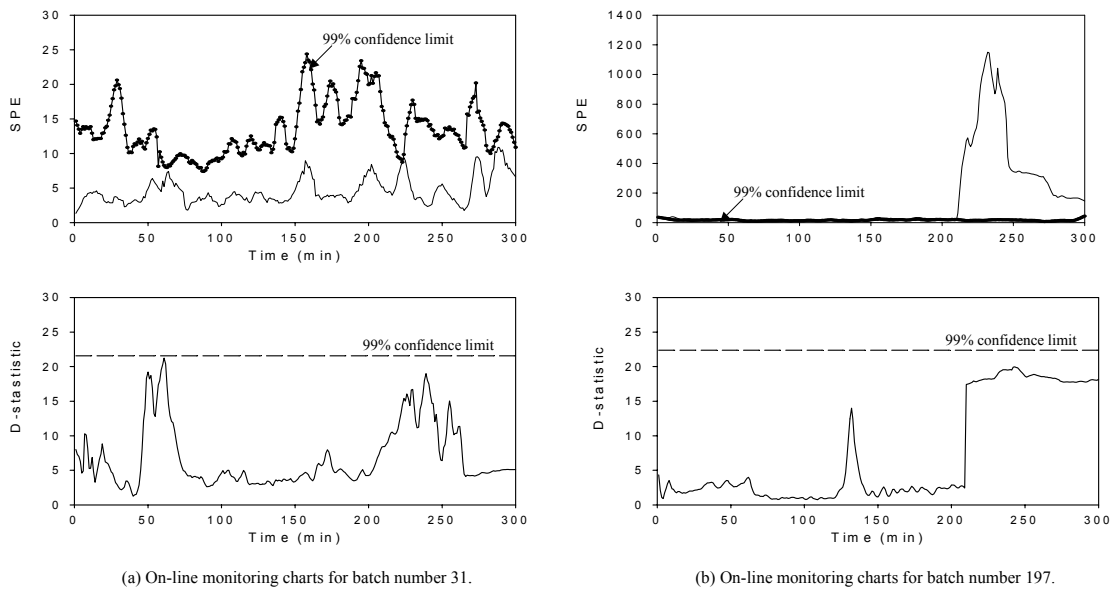 30
25
20
15
10
5
0
SPE
99% confidence limit
0 50 100 150 200 250 300
Time (min)
1400
1200
1000
800
600
400
200
0
SPE
99% confidence limit
0 50 100 150 200 250 300
Time (min)
30
25
20
15
10
5
0
D-stastistic
99% confidence limit
0 50 100 150 200 250 300
Time (min)
30
25
20
15
10
5
0
D-statistic
99% confidence limit
0 50 100 150 200 250 300
Time (min)
(a) On-line monitoring charts for batch number 31.
(b) On-line monitoring charts for batch number 197.